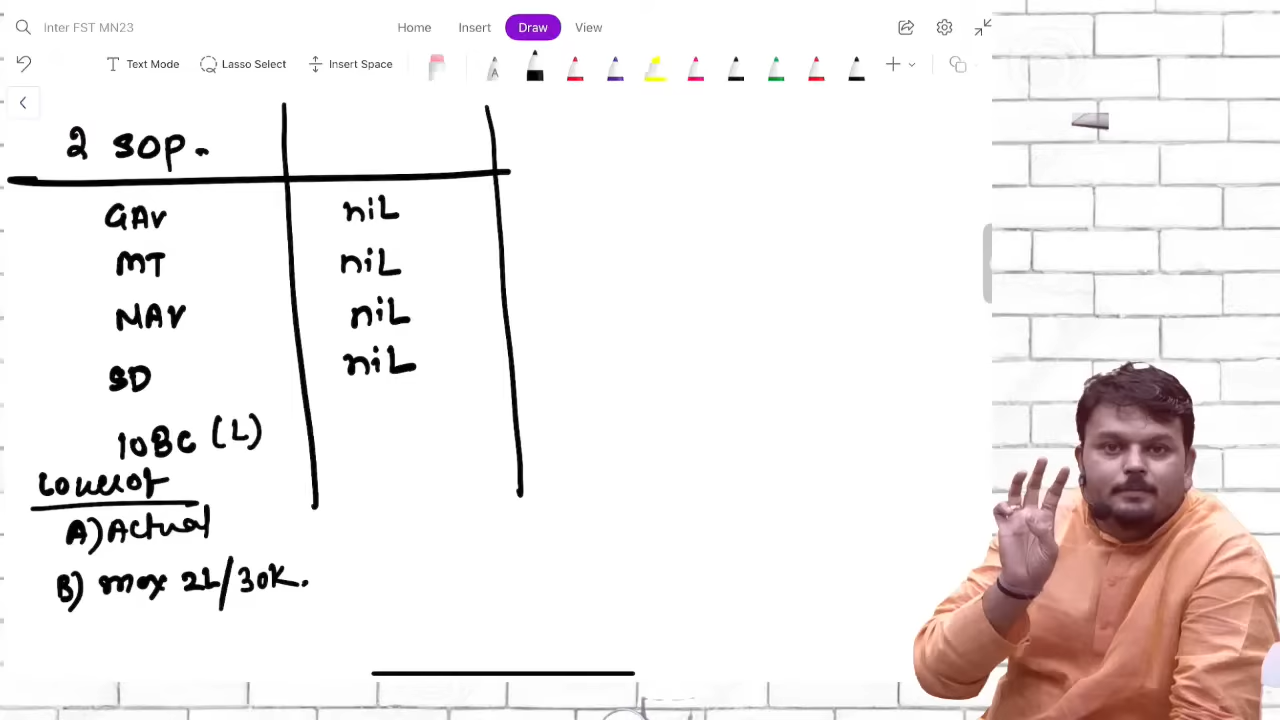 Inter FST MN23
Home Insert Draw View
Text Mode Lasso Select Insert Space
2 SOP.
GAV niL
MT niL
NAV niL
SD niL
IOBC (L)
Lower of
A) Actual
B) max 2L/30K.